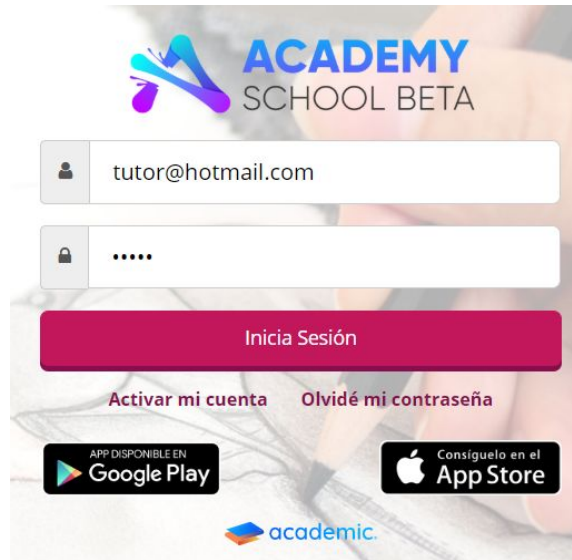 ACADEMY
SCHOOL BETA
tutor@hotmail.com
•••••
Inicia Sesión
Activar mi cuenta Olvidé mi contraseña
APP DISPONIBLE EN
Google Play
Consíguelo en el
App Store
academic.